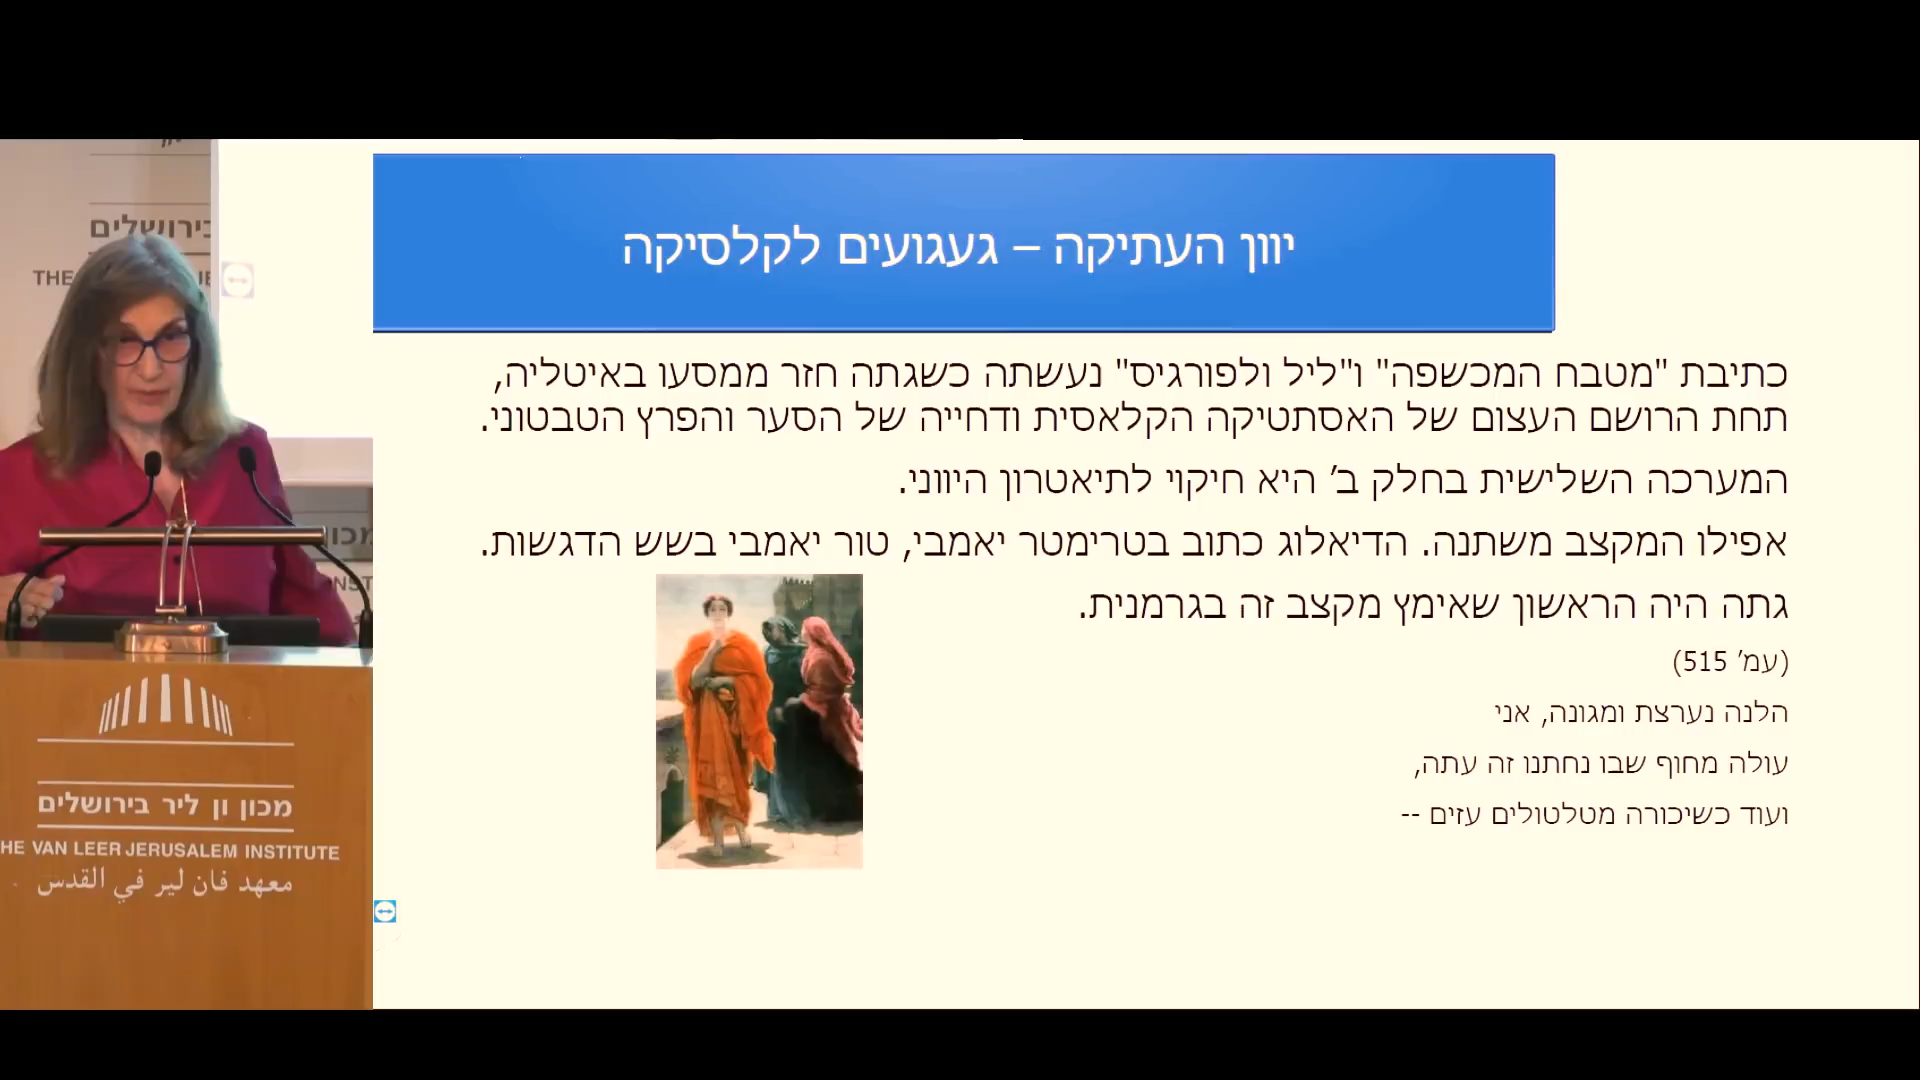 יוון העתיקה – געגועים לקלסיקה
כתיבת "מטבח המכשפה" ו"ליל ולפורגיס" נעשתה כשגתה חזר ממסעו באיטליה,
תחת הרושם העצום של האסתטיקה הקלאסית ודחייה של הסער והפרץ הטבטוני.
המערכה השלישית בחלק ב' היא חיקוי לתיאטרון היווני.
אפילו המקצב משתנה. הדיאלוג כתוב בטרימטר יאמבי, טור יאמבי בשש הדגשות.
גתה היה הראשון שאימץ מקצב זה בגרמנית.
(עמ' 515)
הלנה נערצת ומגונה, אני
עולה מחוף שבו נחתנו זה עתה,
ועוד כשיכורה מטלטולים עזים --
בירושלים
THE
מכון
מכון ון ליר בירושלים
HE VAN LEER JERUSALEM INSTITUTE
معهد فان لير في القدس